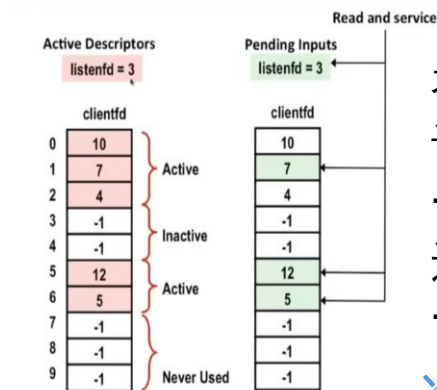 Read and service
Active Descriptors
listenfd = 3
clientfd
0 10
1 7
2 4
Active
3 -1
4 -1
Inactive
5 12
6 5
Active
7 -1
8 -1
9 -1
Never Used
Pending Inputs
listenfd = 3
clientfd
10
7
4
-1
-1
12
5
-1
-1
-1